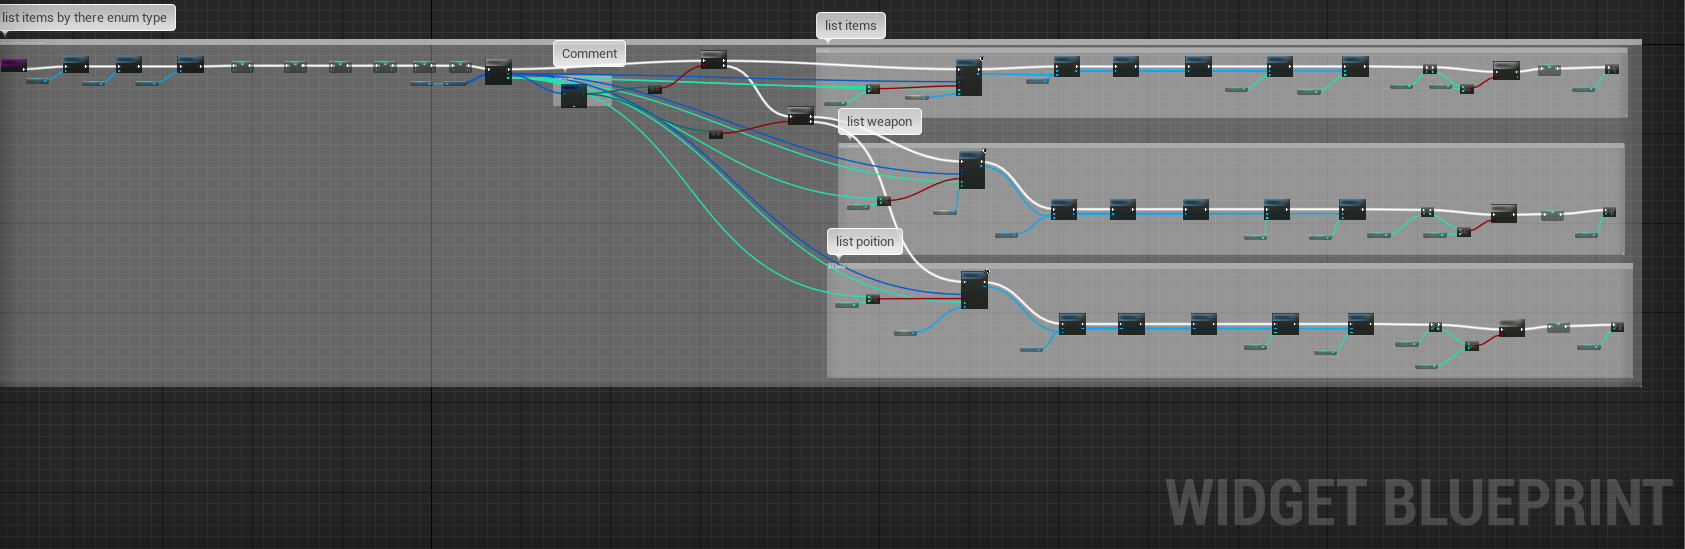 list items by there enum type
list items
Comment
list weapon
list poition
WIDGET BLUEPRINT